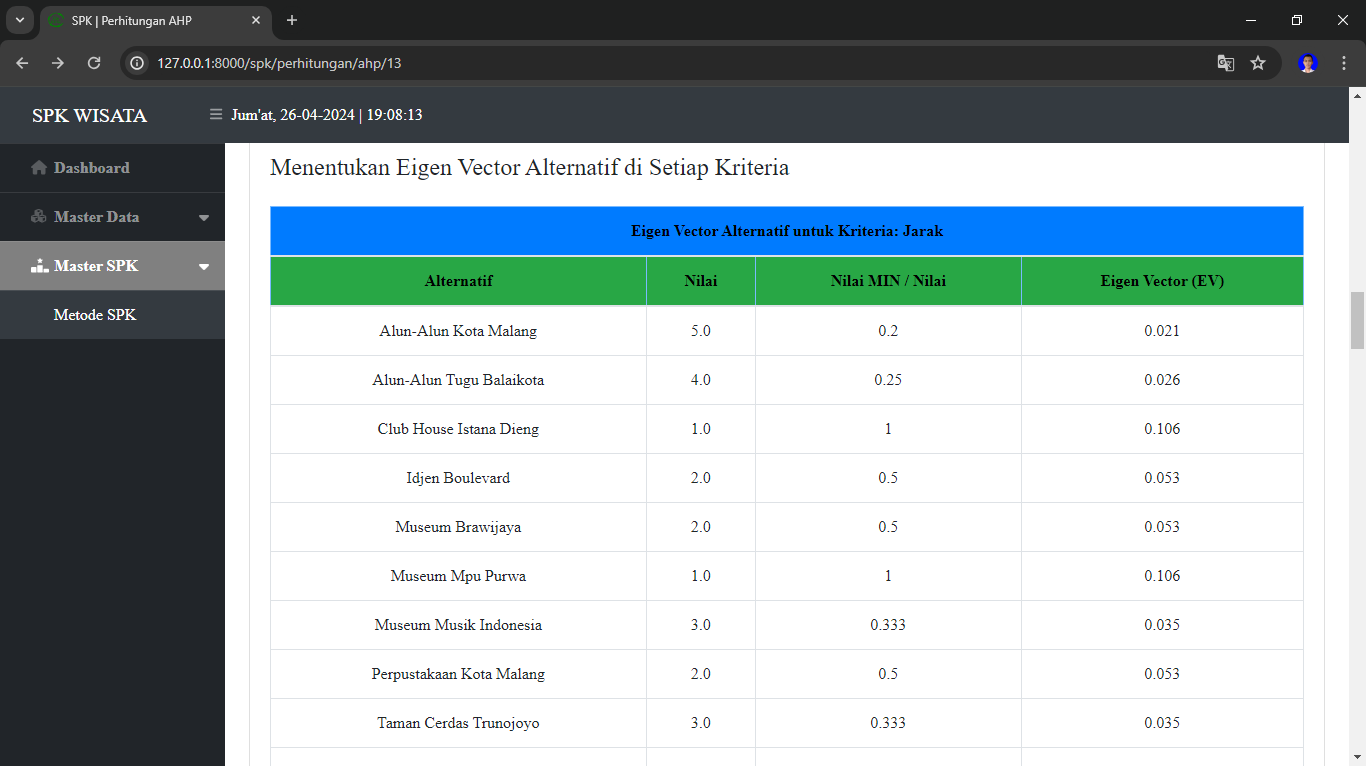 SPK | Perhitungan AHP
127.0.0.1:8000/spk/perhitungan/ahp/13
SPK WISATA
Jum'at, 26-04-2024 | 19:08:13
Dashboard
Master Data
Master SPK
Metode SPK
Menentukan Eigen Vector Alternatif di Setiap Kriteria
Eigen Vector Alternatif untuk Kriteria: Jarak
Alternatif Nilai Nilai MIN / Nilai Eigen Vector (EV)
Alun-Alun Kota Malang 5.0 0.2 0.021
Alun-Alun Tugu Balaikota 4.0 0.25 0.026
Club House Istana Dieng 1.0 1 0.106
Idjen Boulevard 2.0 0.5 0.053
Museum Brawijaya 2.0 0.5 0.053
Museum Mpu Purwa 1.0 1 0.106
Museum Musik Indonesia 3.0 0.333 0.035
Perpustakaan Kota Malang 2.0 0.5 0.053
Taman Cerdas Trunojoyo 3.0 0.333 0.035